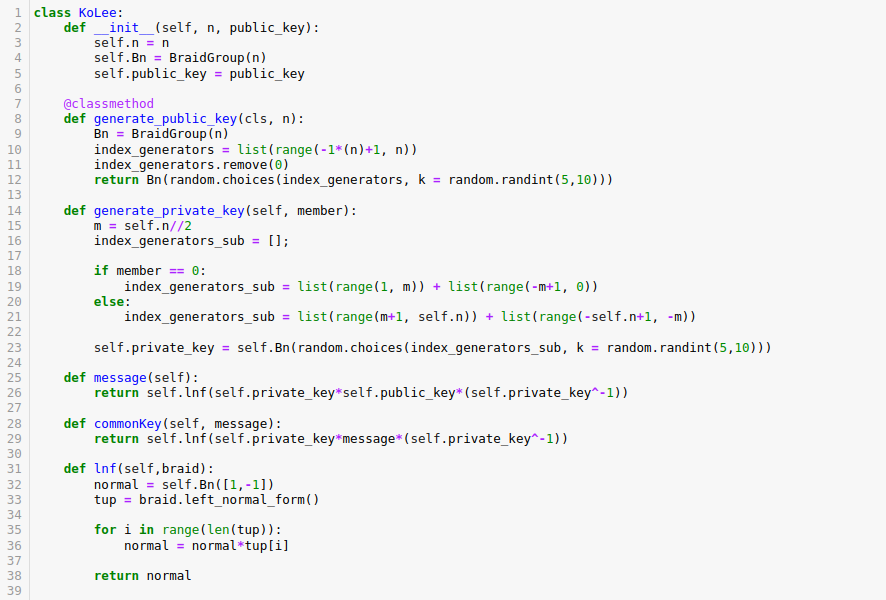 1 class KoLee:
2     def __init__(self, n, public_key):
3         self.n = n
4         self.Bn = BraidGroup(n)
5         self.public_key = public_key
6
7     @classmethod
8     def generate_public_key(cls, n):
9         Bn = BraidGroup(n)
10         index_generators = list(range(-1*(n)+1, n))
11         index_generators.remove(0)
12         return Bn(random.choices(index_generators, k = random.randint(5,10)))
13
14     def generate_private_key(self, member):
15         m = self.n//2
16         index_generators_sub = [];
17
18         if member == 0:
19             index_generators_sub = list(range(1, m)) + list(range(-m+1, 0))
20         else:
21             index_generators_sub = list(range(m+1, self.n)) + list(range(-self.n+1, -m))
22
23         self.private_key = self.Bn(random.choices(index_generators_sub, k = random.randint(5,10)))
24
25     def message(self):
26         return self.lnf(self.private_key*self.public_key*(self.private_key^-1))
27
28     def commonKey(self, message):
29         return self.lnf(self.private_key*message*(self.private_key^-1))
30
31     def lnf(self,braid):
32         normal = self.Bn([1,-1])
33         tup = braid.left_normal_form()
34
35         for i in range(len(tup)):
36             normal = normal*tup[i]
37
38         return normal
39